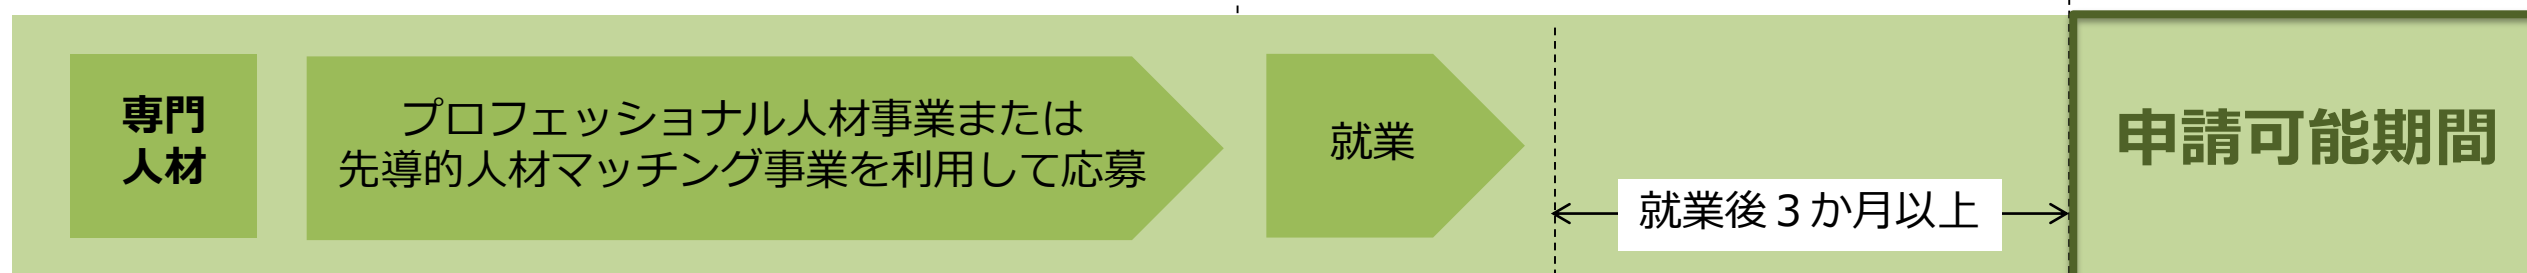 専門
人材
プロフェッショナル人材事業または
先導的人材マッチング事業を利用して応募
就業
就業後３か月以上
申請可能期間